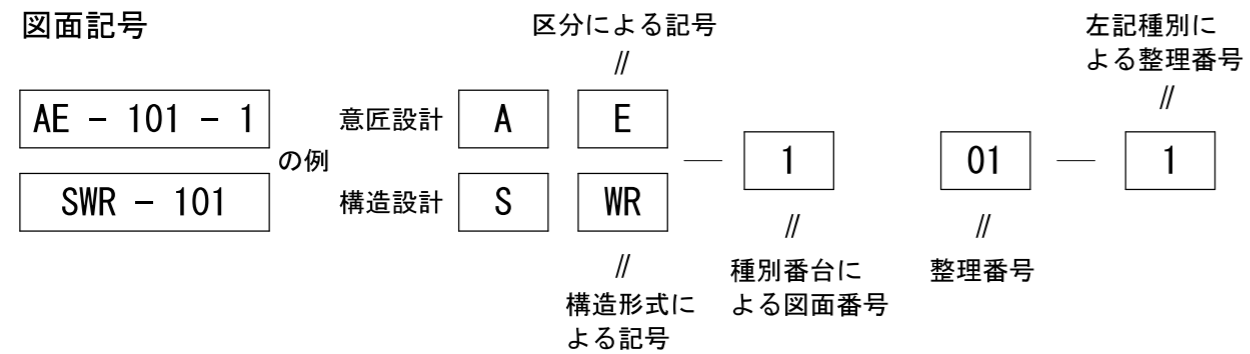 図面記号
区分による記号
//
左記種別に
よる整理番号
//
AE － 101 － 1
の例
SWR － 101
意匠設計 A E
構造設計 S WR
— 1 01 — 1
//
構造形式に
よる記号
//
種別番台に
よる図面番号
//
整理番号